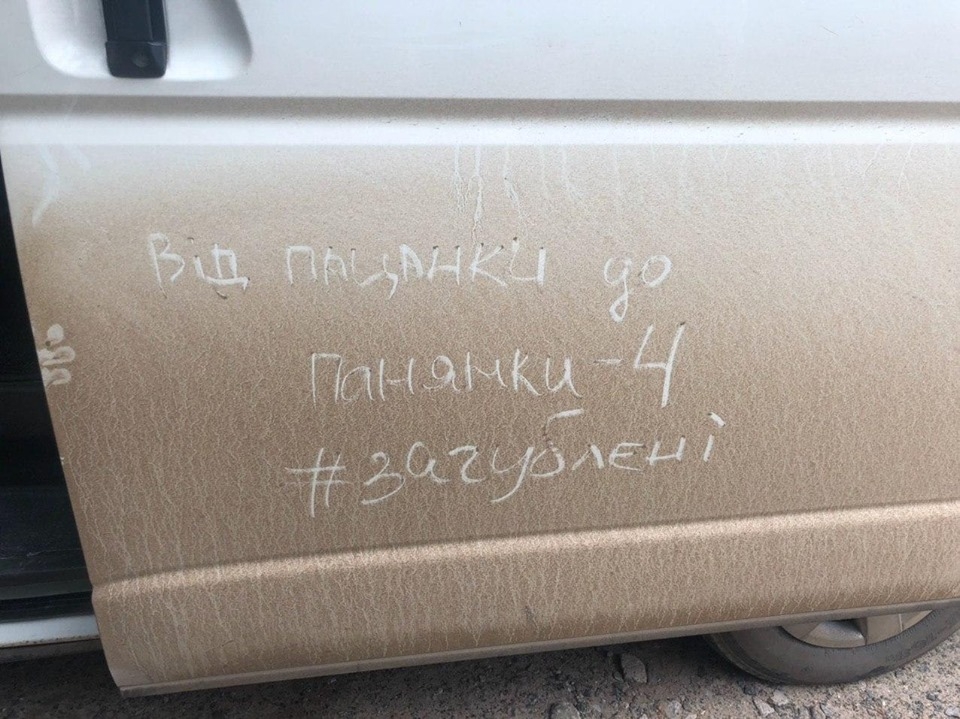 Від пацанки до
панянки-4
#загублені